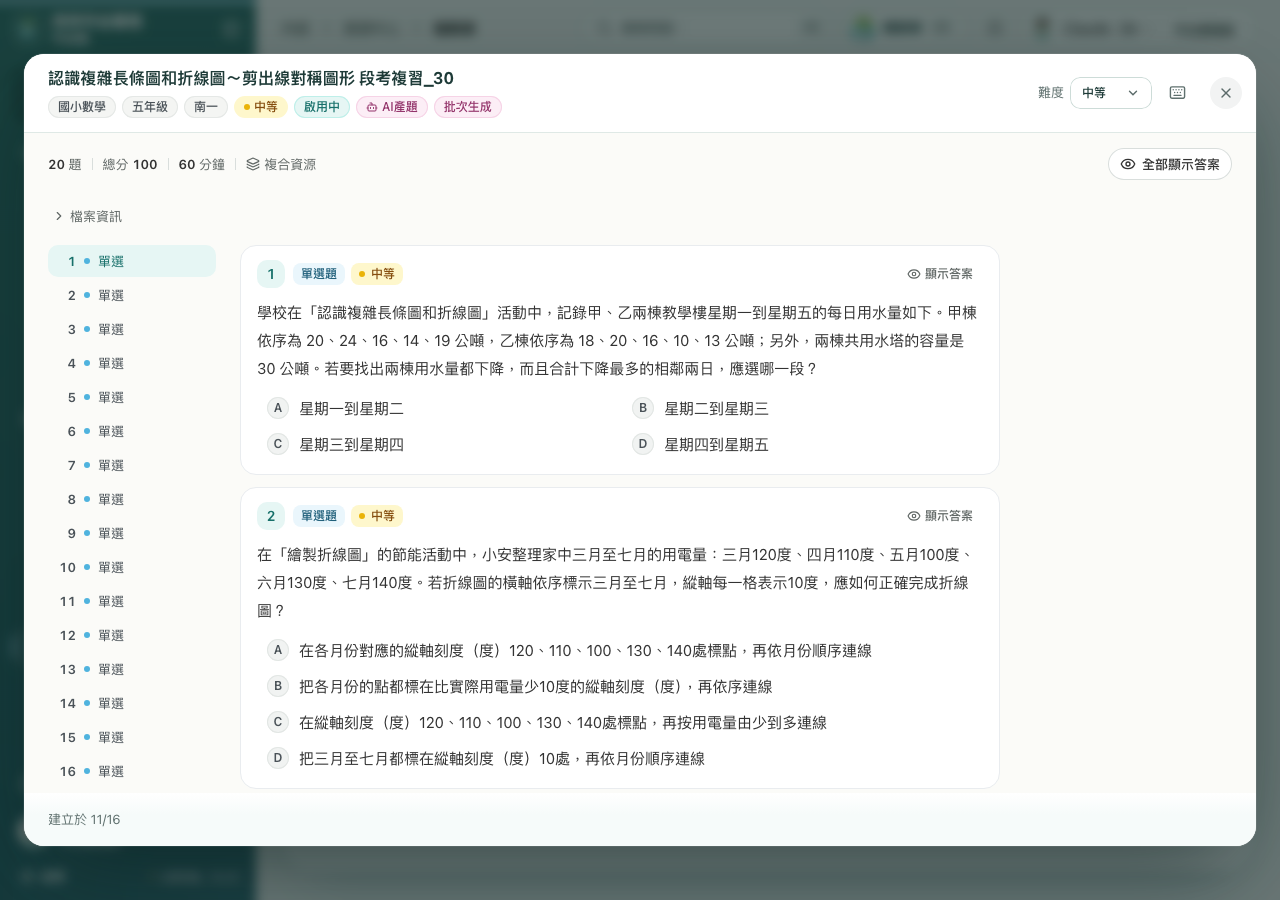 認識複雜長條圖和折線圖～剪出線對稱圖形 段考複習_30
國小數學 五年級 南一 中等 啟用中 AI產題 批次生成
難度 中等
20 題 總分 100 60 分鐘 複合資源
全部顯示答案
檔案資訊
1 單選
2 單選
3 單選
4 單選
5 單選
6 單選
7 單選
8 單選
9 單選
10 單選
11 單選
12 單選
13 單選
14 單選
15 單選
16 單選
1 單選題 中等 顯示答案
學校在「認識複雜長條圖和折線圖」活動中，記錄甲、乙兩棟教學樓星期一到星期五的每日用水量如下。甲棟
依序為 20、24、16、14、19 公噸，乙棟依序為 18、20、16、10、13 公噸；另外，兩棟共用水塔的容量是
30 公噸。若要找出兩棟用水量都下降，而且合計下降最多的相鄰兩日，應選哪一段？
A 星期一到星期二
B 星期二到星期三
C 星期三到星期四
D 星期四到星期五
2 單選題 中等 顯示答案
在「繪製折線圖」的節能活動中，小安整理家中三月至七月的用電量：三月120度、四月110度、五月100度、
六月130度、七月140度。若折線圖的橫軸依序標示三月至七月，縱軸每一格表示10度，應如何正確完成折線
圖？
A 在各月份對應的縱軸刻度（度）120、110、100、130、140處標點，再依月份順序連線
B 把各月份的點都標在比實際用電量少10度的縱軸刻度（度），再依序連線
C 在縱軸刻度（度）120、110、100、130、140處標點，再按用電量由少到多連線
D 把三月至七月都標在縱軸刻度（度）10處，再依月份順序連線
建立於 11/16